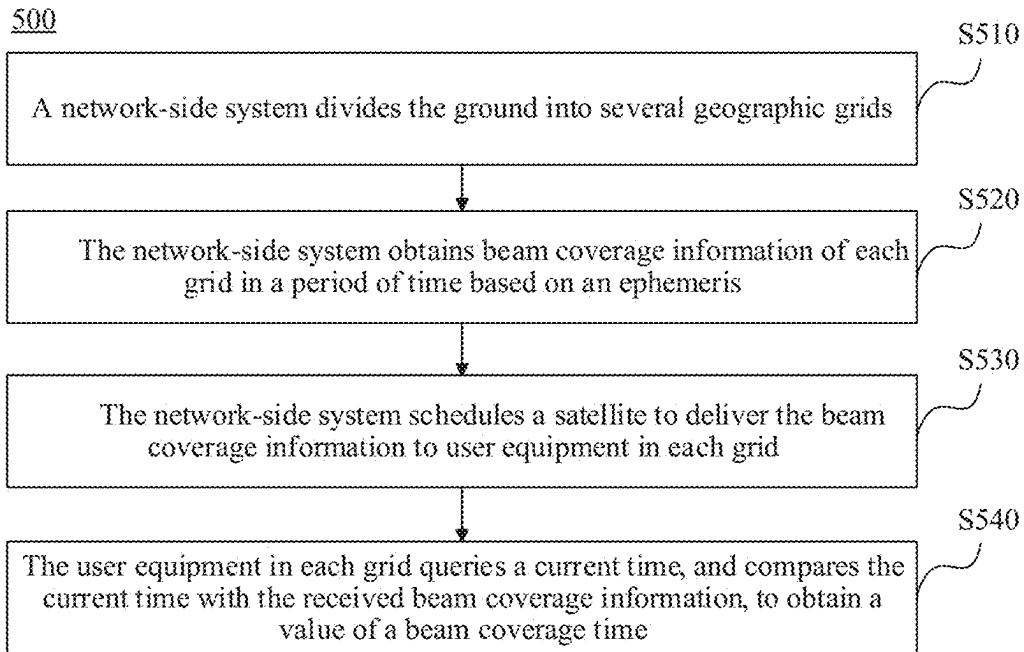 500
S510
A network-side system divides the ground into several geographic grids
S520
The network-side system obtains beam coverage information of each
grid in a period of time based on an ephemeris
S530
The network-side system schedules a satellite to deliver the beam
coverage information to user equipment in each grid
S540
The user equipment in each grid queries a current time, and compares the
current time with the received beam coverage information, to obtain a
value of a beam coverage time